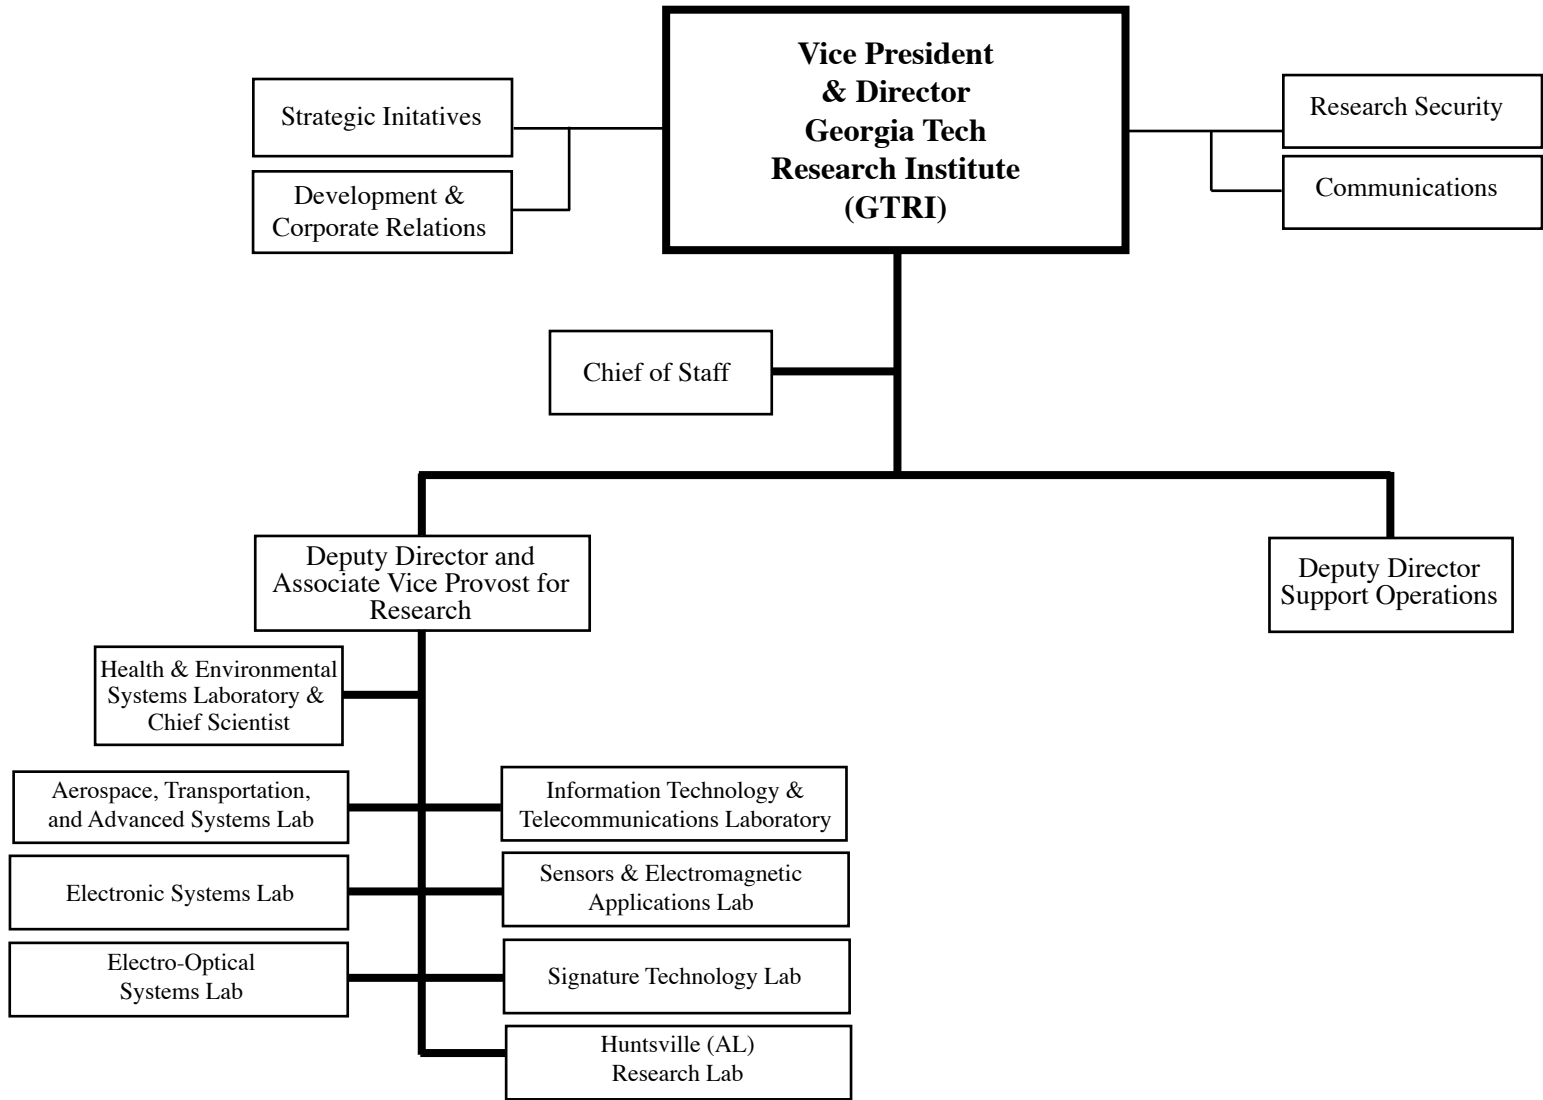 Vice President
& Director
Georgia Tech
Research Institute
(GTRI)
Strategic Initatives
Development &
Corporate Relations
Research Security
Communications
Chief of Staff
Deputy Director and
Associate Vice Provost for
Research
Deputy Director
Support Operations
Health & Environmental
Systems Laboratory &
Chief Scientist
Aerospace, Transportation,
and Advanced Systems Lab
Information Technology &
Telecommunications Laboratory
Electronic Systems Lab
Sensors & Electromagnetic
Applications Lab
Electro-Optical
Systems Lab
Signature Technology Lab
Huntsville (AL)
Research Lab